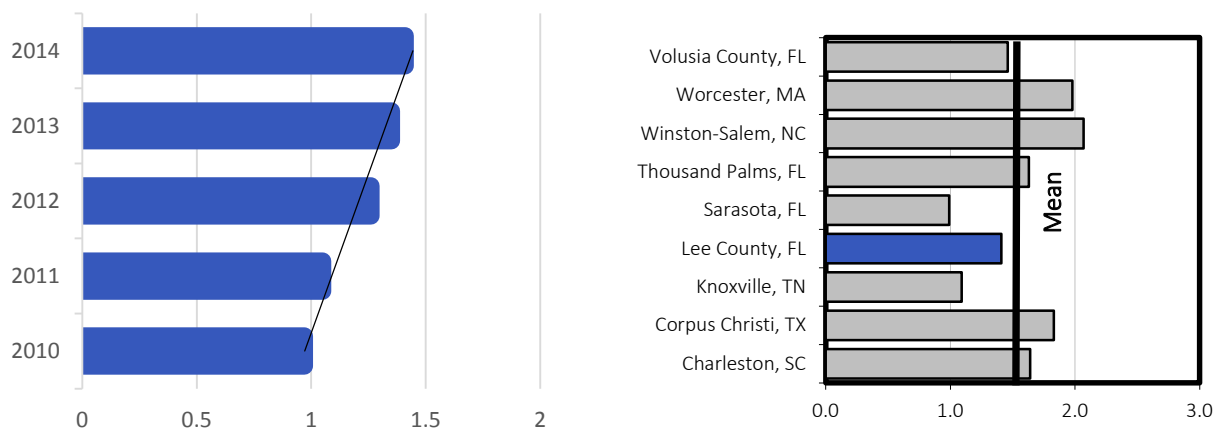 2014
2013
2012
2011
2010
0 0.5 1 1.5 2
Volusia County, FL
Worcester, MA
Winston-Salem, NC
Thousand Palms, FL
Sarasota, FL
Lee County, FL
Knoxville, TN
Corpus Christi, TX
Charleston, SC
Mean
0.0 1.0 2.0 3.0